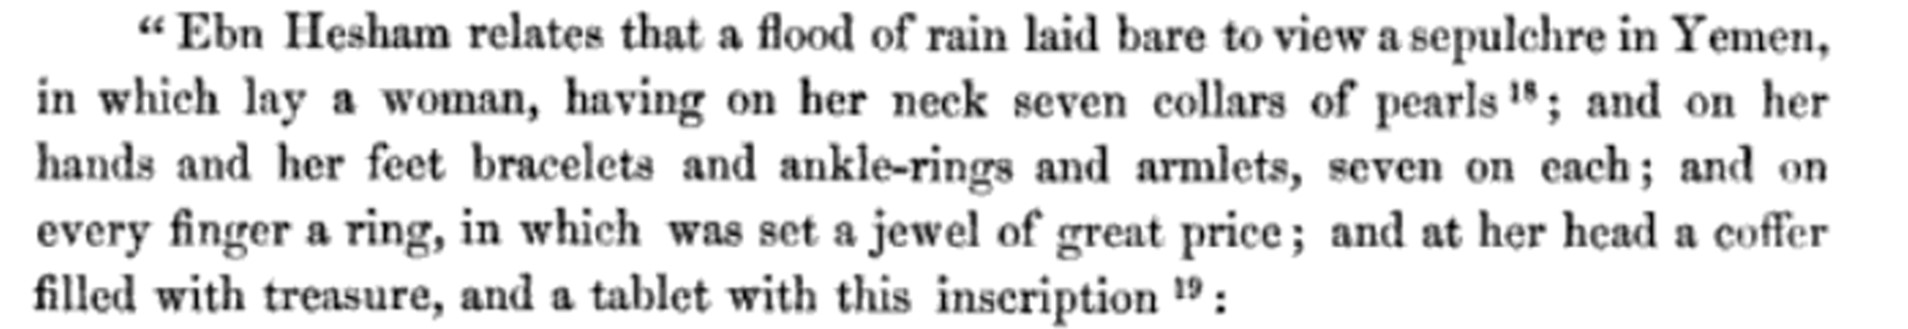 “ Ebn Hesham relates that a flood of rain laid bare to view a sepulchre in Yemen,
in which lay a woman, having on her neck seven collars of pearls ¹⁸ ; and on her
hands and her feet bracelets and ankle-rings and armlets, seven on each ; and on
every finger a ring, in which was set a jewel of great price ; and at her head a coffer
filled with treasure, and a tablet with this inscription ¹⁹ :